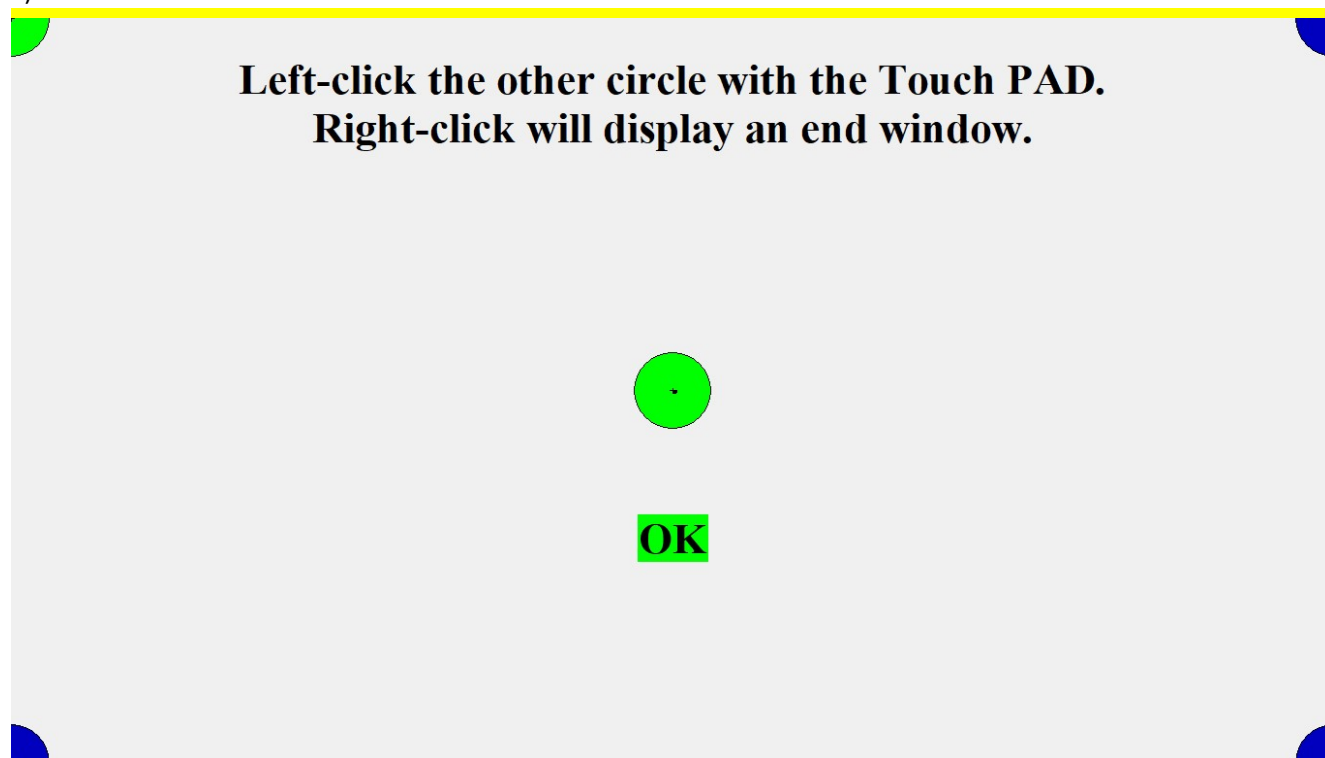 Left-click the other circle with the Touch PAD.
Right-click will display an end window.
OK